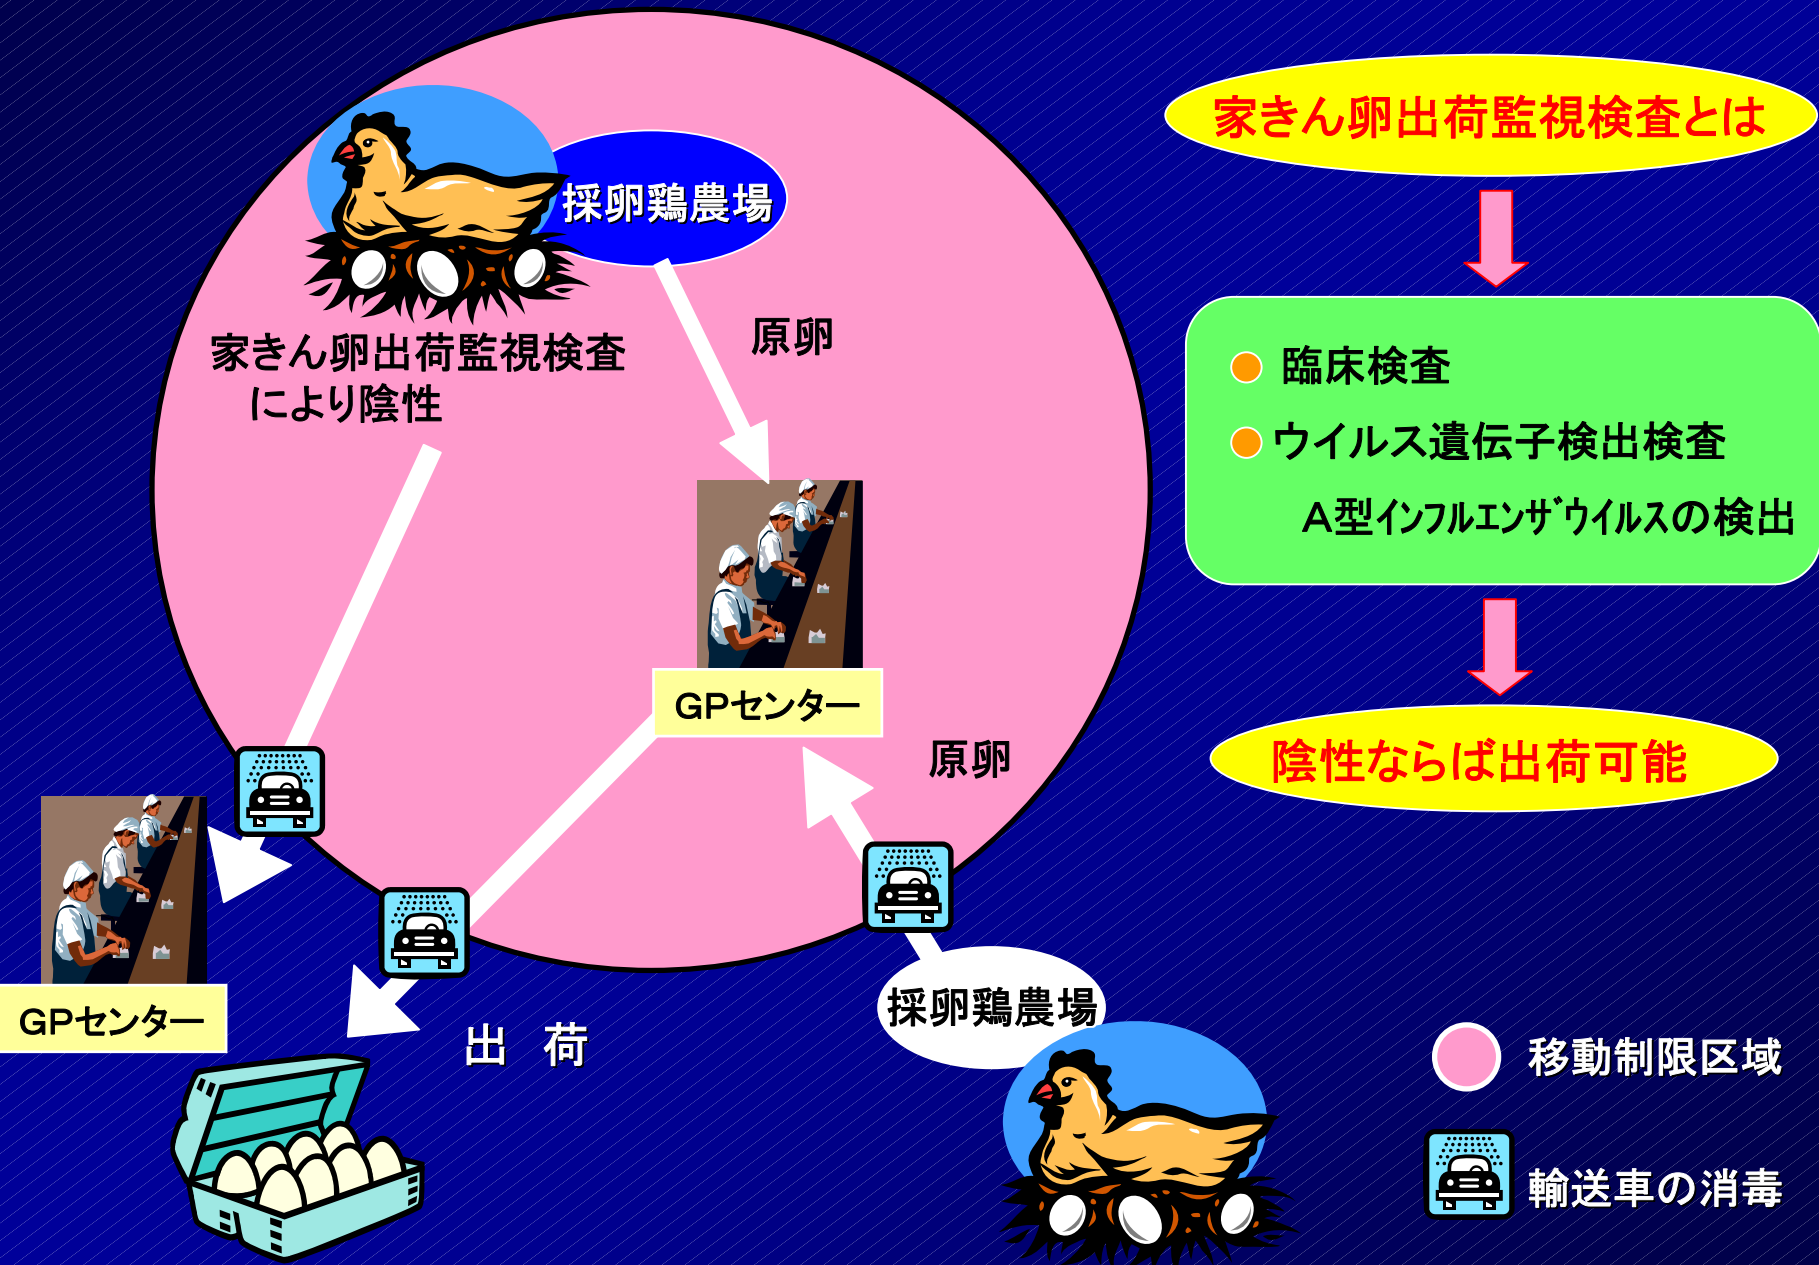 採卵鶏農場
家きん卵出荷監視検査
により陰性
原卵
GPセンター
原卵
GPセンター
出　荷
採卵鶏農場
家きん卵出荷監視検査とは
臨床検査
ウイルス遺伝子検出検査
A型インフルエンザウイルスの検出
陰性ならば出荷可能
移動制限区域
輸送車の消毒